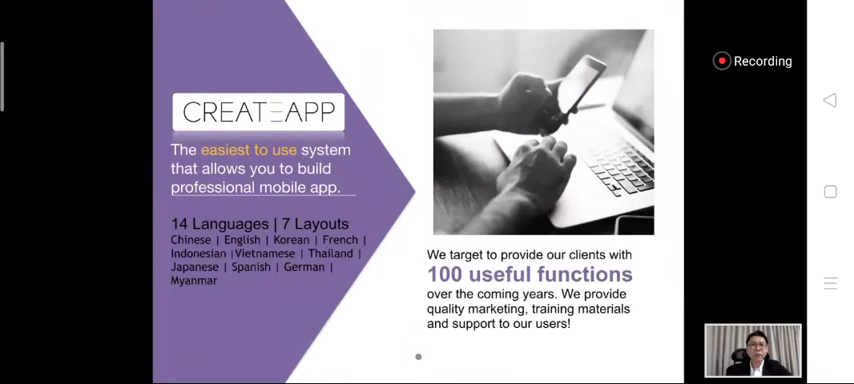 CREATEAPP
The easiest to use system
that allows you to build
professional mobile app.
14 Languages | 7 Layouts
Chinese | English | Korean | French |
Indonesian | Vietnamese | Thailand |
Japanese | Spanish | German |
Myanmar
We target to provide our clients with
100 useful functions
over the coming years. We provide
quality marketing, training materials
and support to our users!
Recording